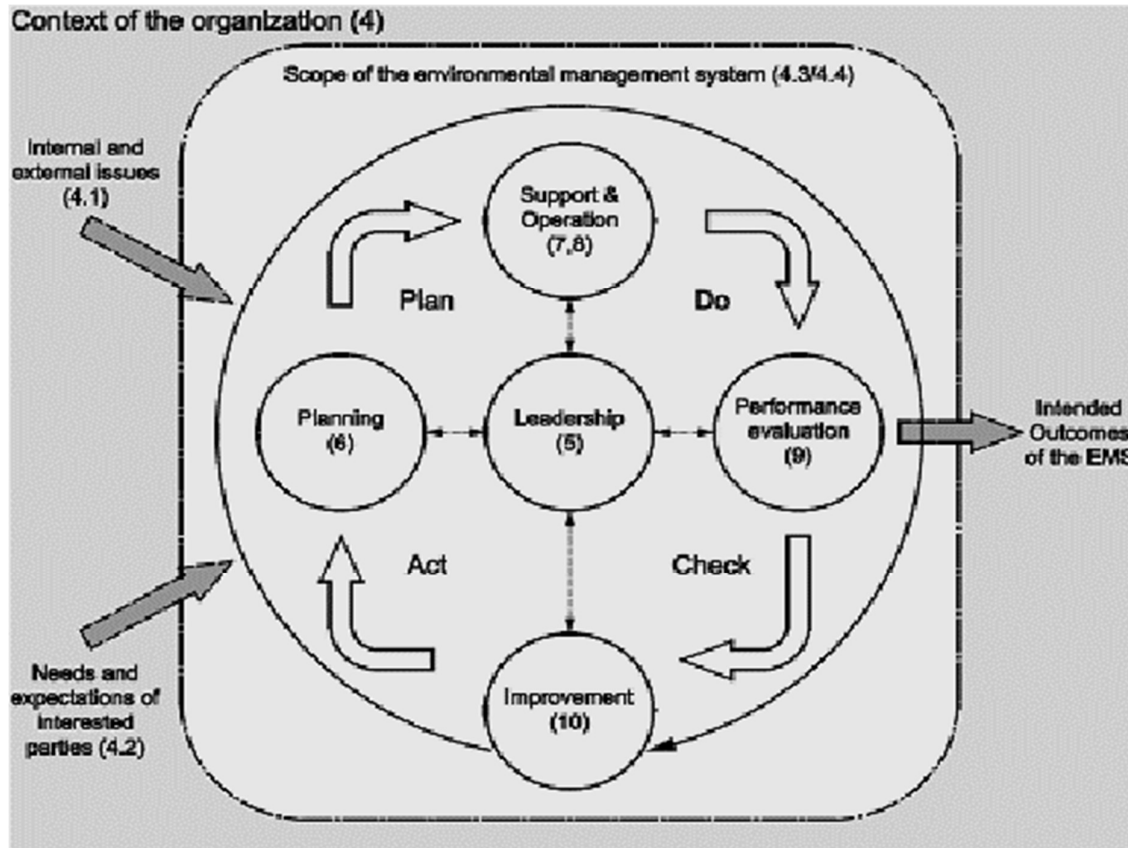 Context of the organization (4)
Scope of the environmental management system (4.3/4.4)
Internal and
external issues
(4.1)
Support &
Operation
(7,8)
Plan
Do
Planning
(6)
Leadership
(5)
Performance
evaluation
(9)
Intended
Outcomes
of the EMS
Act
Check
Needs and
expectations of
interested
parties (4.2)
Improvement
(10)